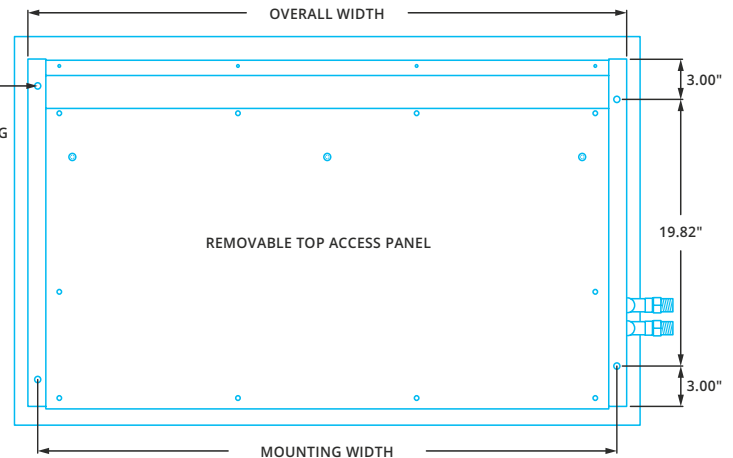 OVERALL WIDTH
3.00"
G
19.82"
REMOVABLE TOP ACCESS PANEL
3.00"
MOUNTING WIDTH